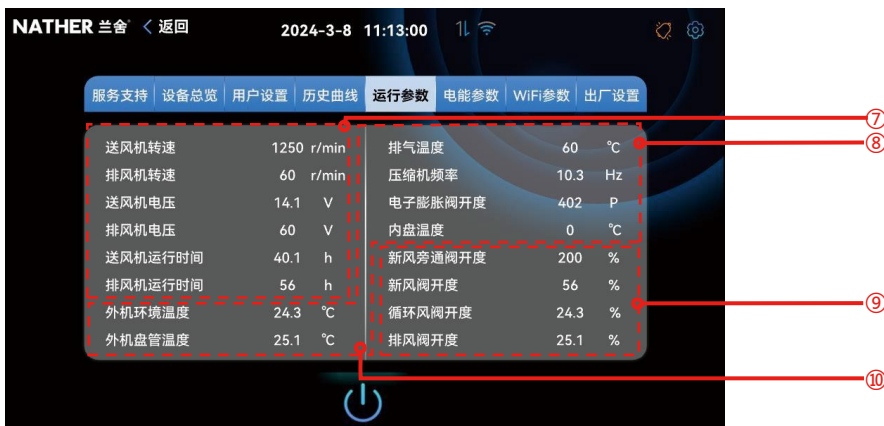 NATHER 兰舍 〈 返回 2024-3-8 11:13:00
服务支持 设备总览 用户设置 历史曲线 运行参数 电能参数 WiFi参数 出厂设置
⑦
送风机转速 1250 r/min 排气温度 60 ℃
⑧
排风机转速 60 r/min 压缩机频率 10.3 Hz
送风机电压 14.1 V 电子膨胀阀开度 402 P
排风机电压 60 V 内盘温度 0 ℃
送风机运行时间 40.1 h 新风旁通阀开度 200 %
排风机运行时间 56 h 新风阀开度 56 %
⑨
外机环境温度 24.3 ℃ 循环风阀开度 24.3 %
外机盘管温度 25.1 ℃ 排风阀开度 25.1 %
⑩